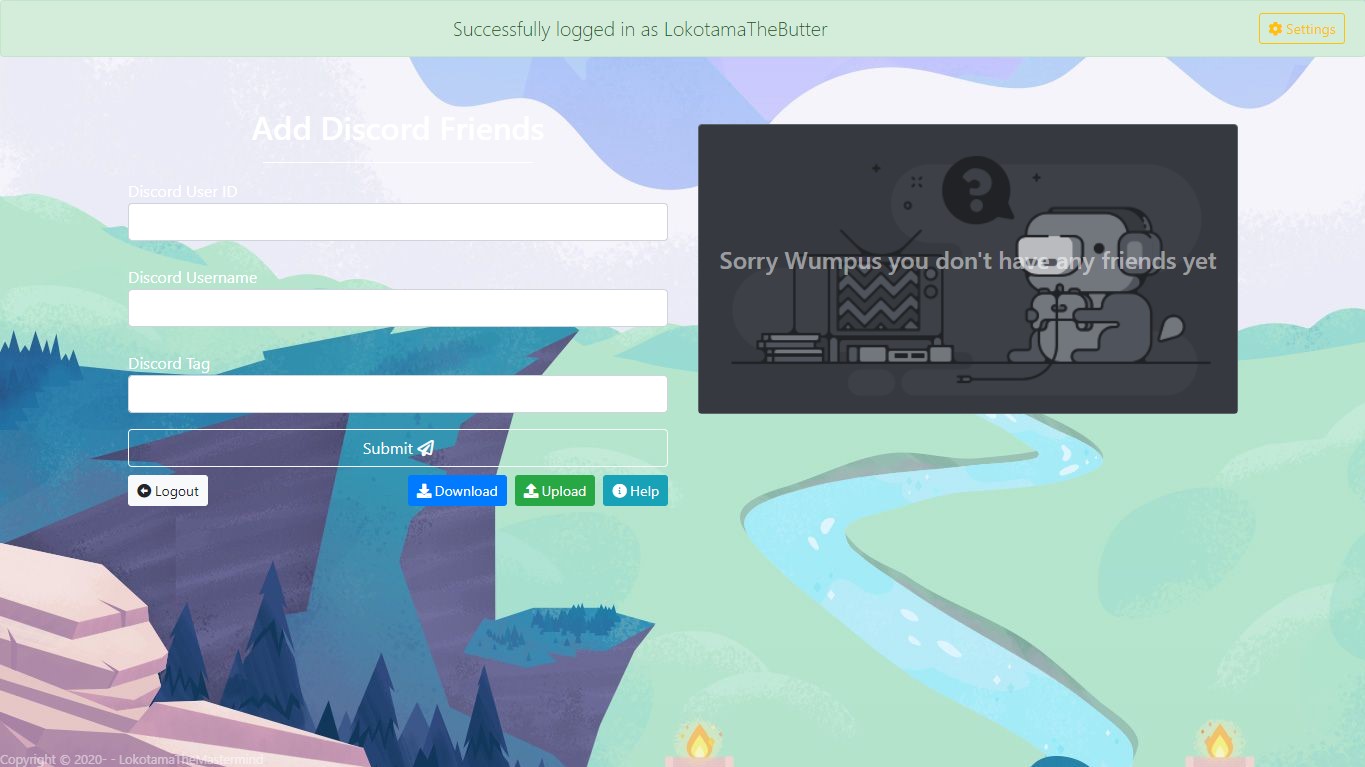 Successfully logged in as LokotamaTheButter
Settings
Add Discord Friends
Discord User ID
Discord Username
Discord Tag
Submit
Logout
Download
Upload
Help
Sorry Wumpus you don't have any friends yet
Copyright © 2020- - LokotamaTheMastermind